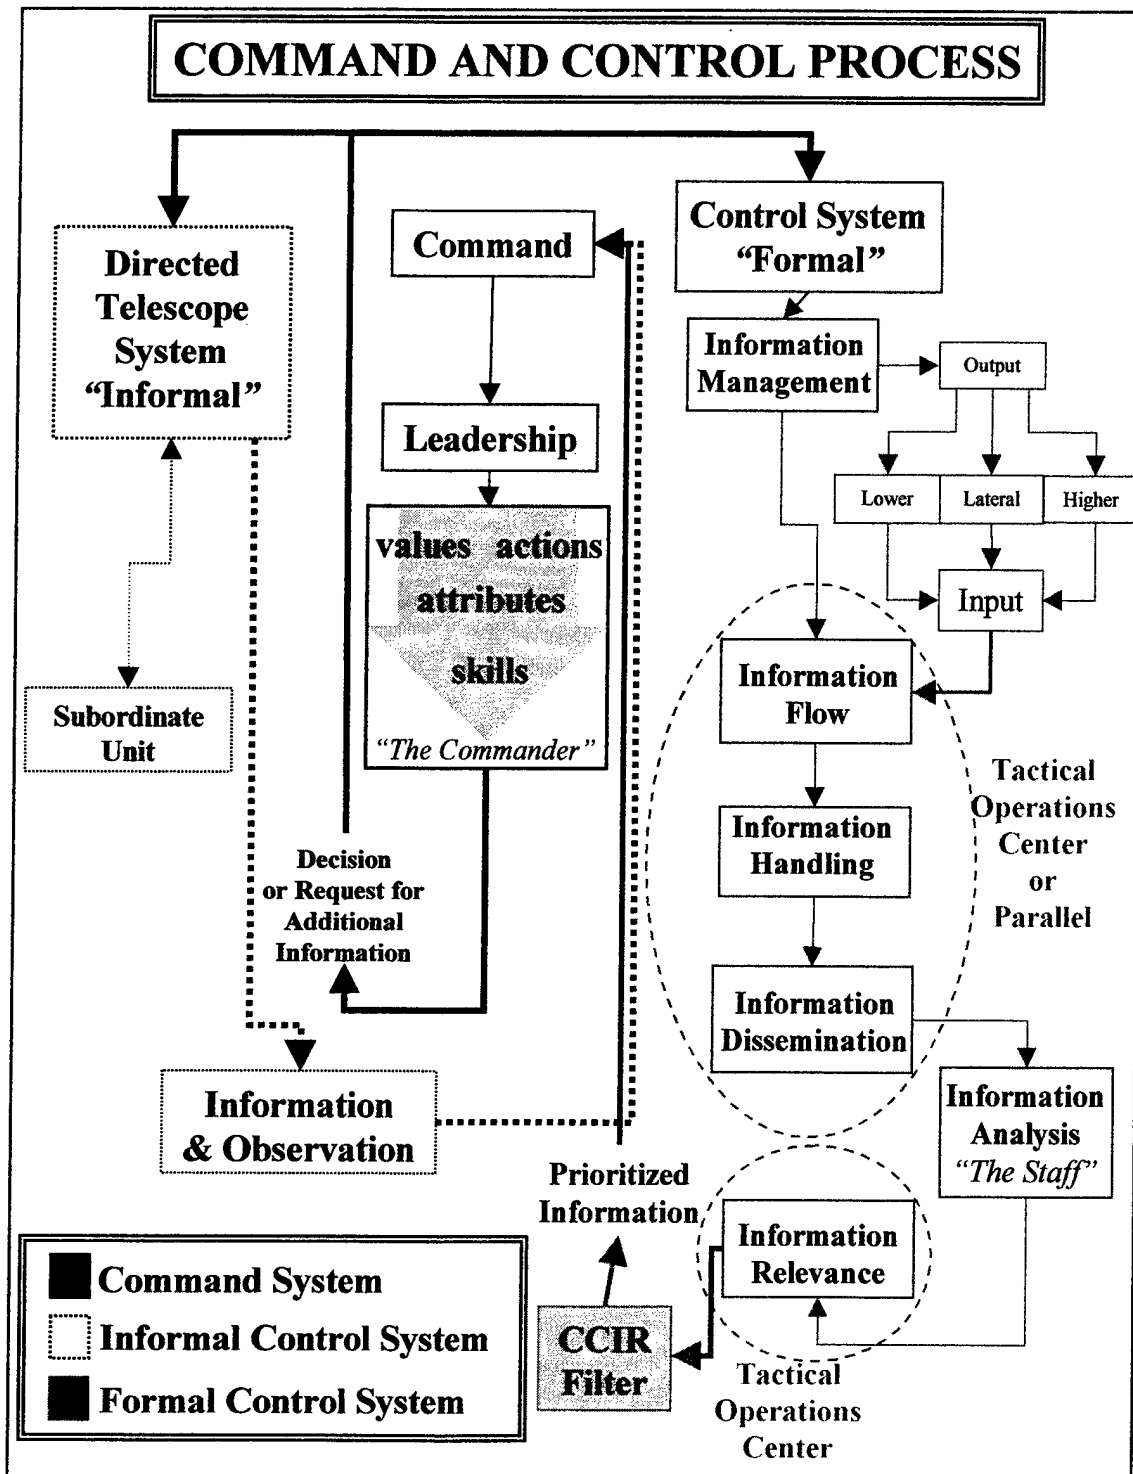 COMMAND AND CONTROL PROCESS
Directed
Telescope
System
“Informal”
Subordinate
Unit
Command
Leadership
values actions
attributes
skills
“The Commander”
Decision
or Request for
Additional
Information
Information
& Observation
Control System
“Formal”
Information
Management
Output
Lower
Lateral
Higher
Input
Information
Flow
Information
Handling
Information
Dissemination
Tactical
Operations
Center
or
Parallel
Information
Analysis
“The Staff”
Information
Relevance
Tactical
Operations
Center
CCIR
Filter
Prioritized
Information
Command System
Informal Control System
Formal Control System